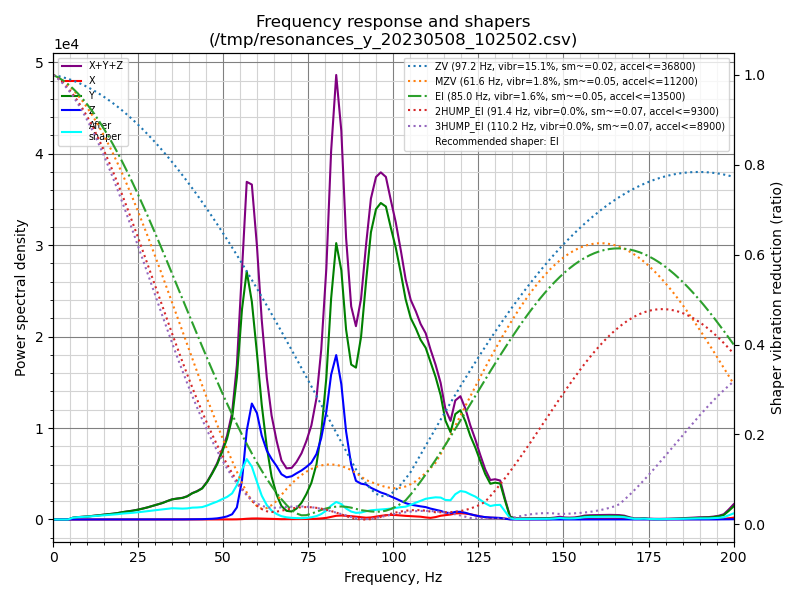 Frequency response and shapers
(/tmp/resonances_y_20230508_102502.csv)
1e4
X+Y+Z
X
Y
Z
After
shaper
ZV (97.2 Hz, vibr=15.1%, sm~=0.02, accel<=36800)
MZV (61.6 Hz, vibr=1.8%, sm~=0.05, accel<=11200)
EI (85.0 Hz, vibr=1.6%, sm~=0.05, accel<=13500)
2HUMP_EI (91.4 Hz, vibr=0.0%, sm~=0.07, accel<=9300)
3HUMP_EI (110.2 Hz, vibr=0.0%, sm~=0.07, accel<=8900)
Recommended shaper: EI
5
4
3
2
1
0
Power spectral density
1.0
0.8
0.6
0.4
0.2
0.0
Shaper vibration reduction (ratio)
0 25 50 75 100 125 150 175 200
Frequency, Hz